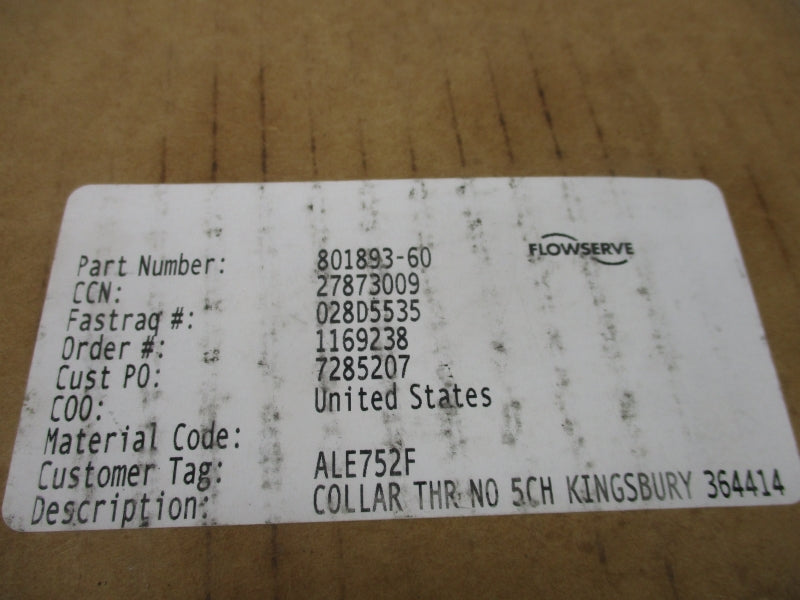 FLOWSERVE
Part Number: 801893-60
CCN: 27873009
Fastraq #: 028D5535
Order #: 1169238
Cust PO: 7285207
COO: United States
Material Code:
Customer Tag: ALE752F
Description: COLLAR THR NO 5CH KINGSBURY 364414